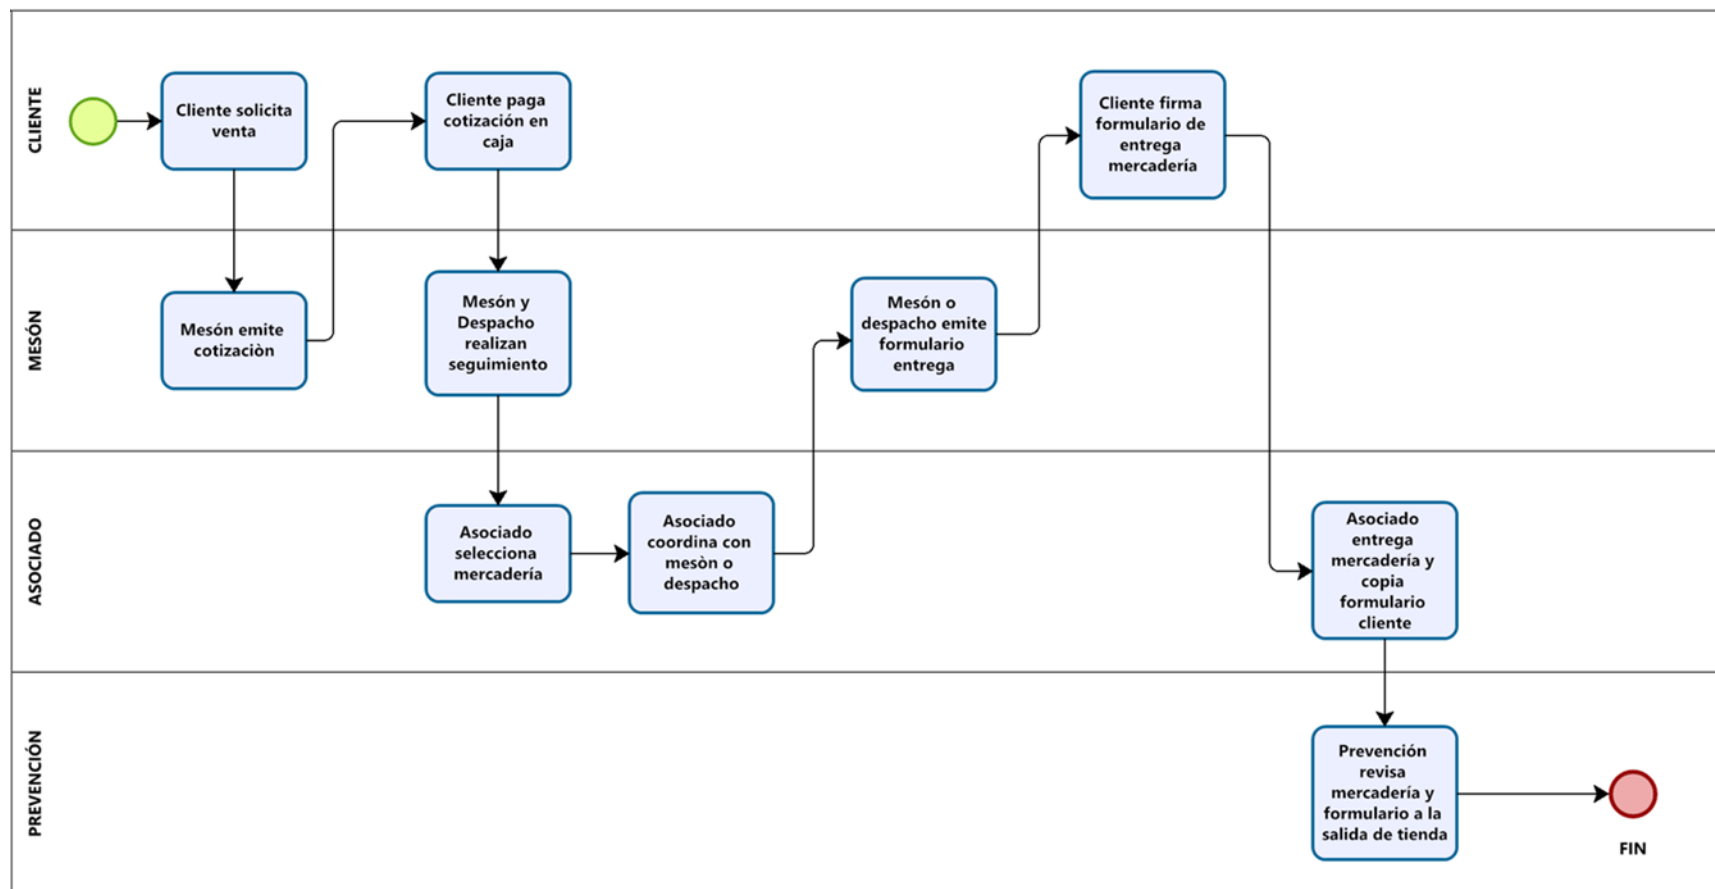 CLIENTE
Cliente solicita
venta
Cliente paga
cotización en
caja
Cliente firma
formulario de
entrega
mercadería
MESÓN
Mesón emite
cotizaciòn
Mesón y
Despacho
realizan
seguimiento
Mesón o
despacho emite
formulario
entrega
ASOCIADO
Asociado
selecciona
mercadería
Asociado
coordina con
mesòn o
despacho
Asociado
entrega
mercadería y
copia
formulario
cliente
PREVENCIÓN
Prevención
revisa
mercadería y
formulario a la
salida de tienda
FIN